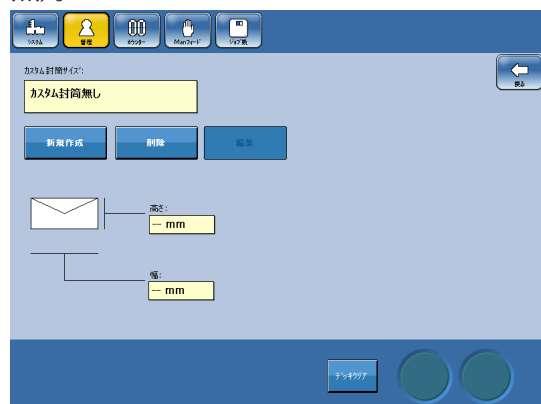 システム
管理
カウンター
Manフィード
ジョブ長
戻る
カスタム封筒サイズ:
カスタム封筒無し
新規作成
削除
編集
高さ:
-- mm
幅:
-- mm
デッキクリア